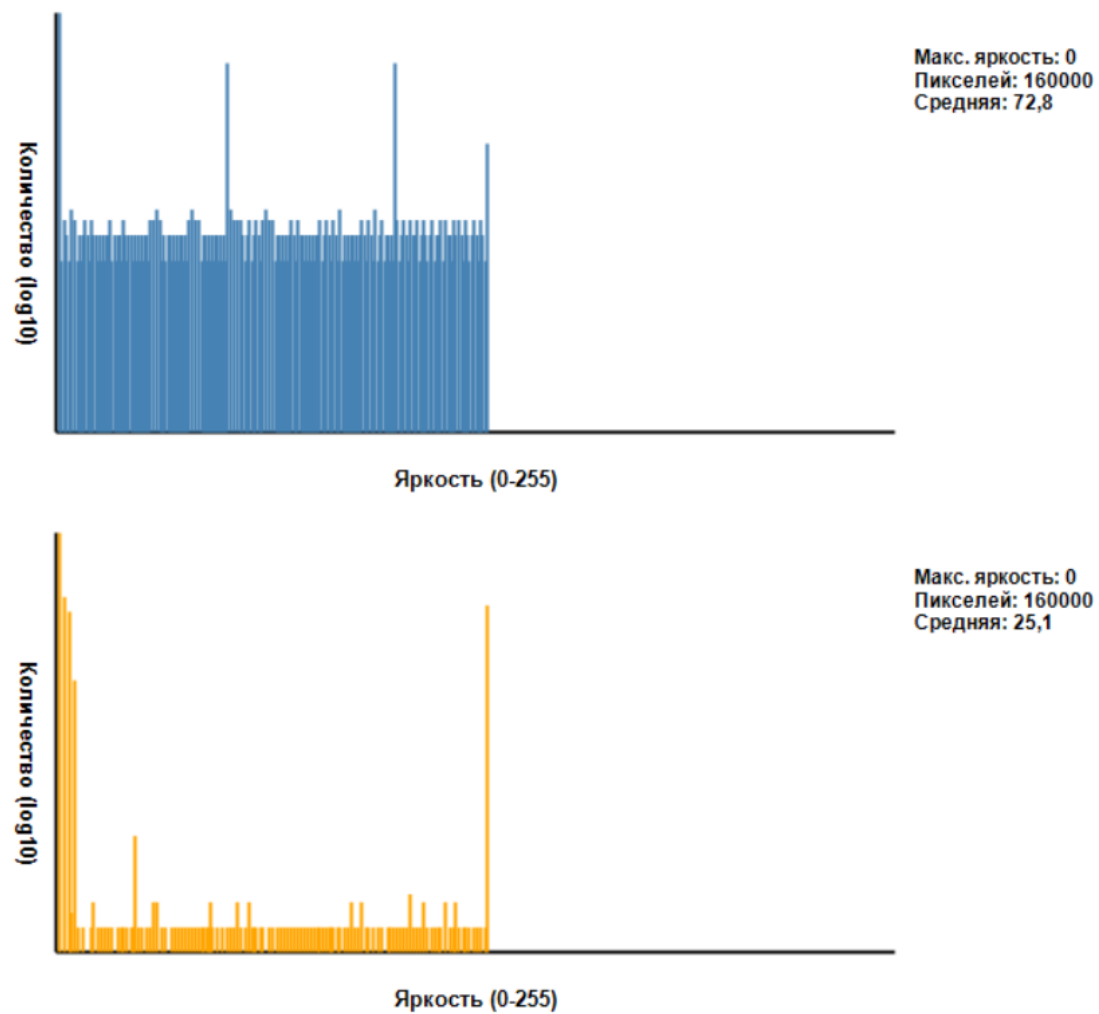 Макс. яркость: 0
Пикселей: 160000
Средняя: 72,8
Количество (log10)
Яркость (0-255)
Макс. яркость: 0
Пикселей: 160000
Средняя: 25,1
Количество (log10)
Яркость (0-255)